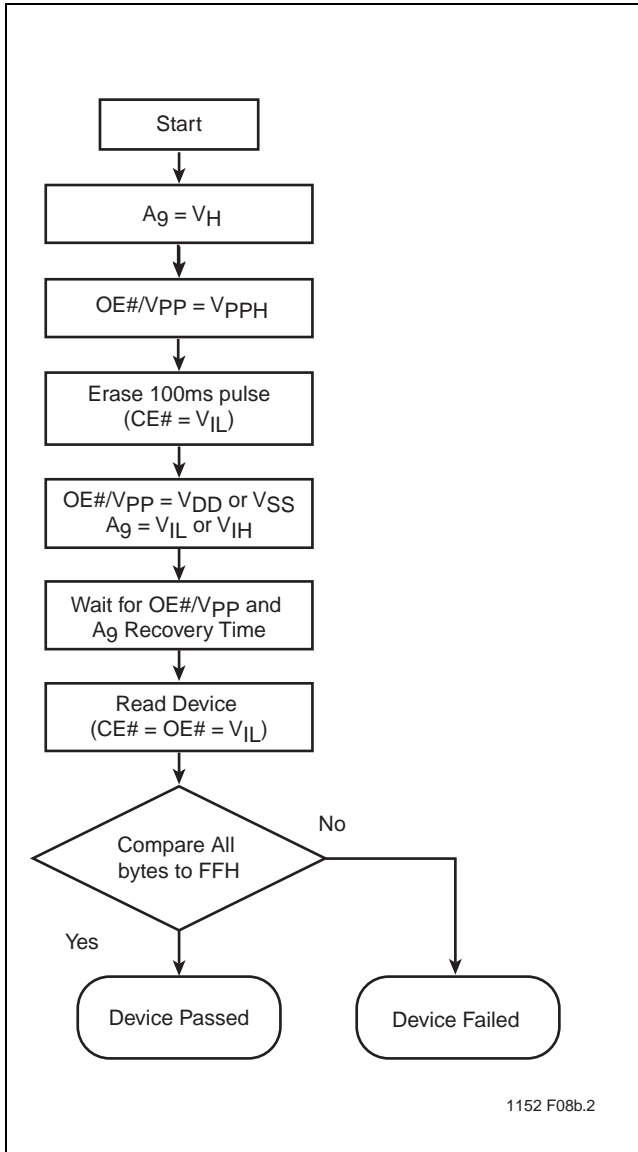 Start
A9 = VH
OE#/VPP = VPPH
Erase 100ms pulse
(CE# = VIL)
OE#/VPP = VDD or VSS
A9 = VIL or VIH
Wait for OE#/VPP and
A9 Recovery Time
Read Device
(CE# = OE# = VIL)
Compare All
bytes to FFH
No
Yes
Device Passed
Device Failed
1152 F08b.2